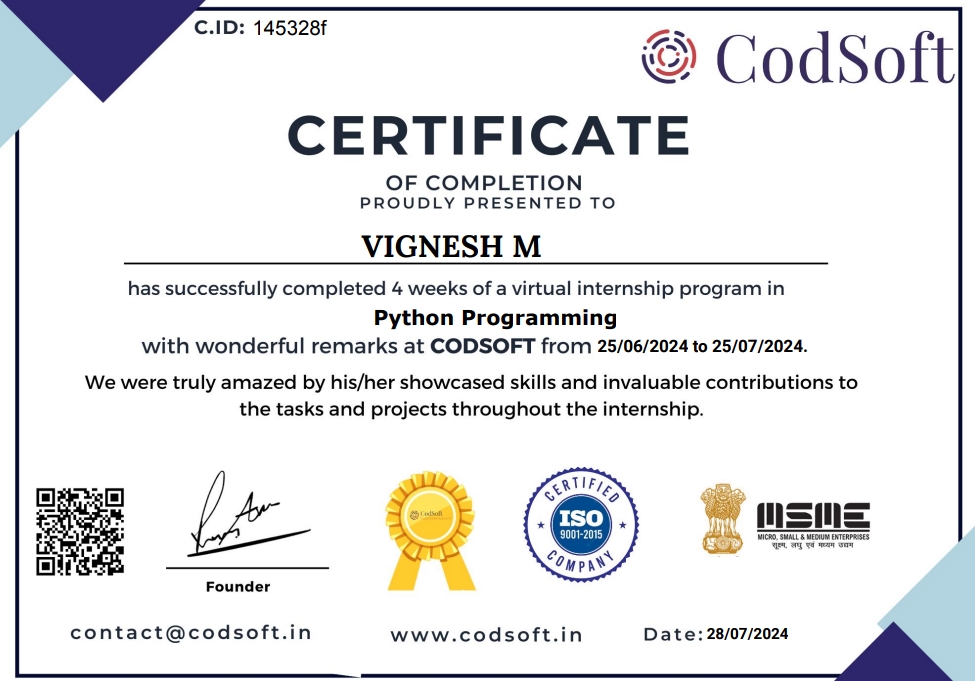 C.ID: 145328f
CodSoft
CERTIFICATE
OF COMPLETION
PROUDLY PRESENTED TO
VIGNESH M
has successfully completed 4 weeks of a virtual internship program in
Python Programming
with wonderful remarks at CODSOFT from 25/06/2024 to 25/07/2024.
We were truly amazed by his/her showcased skills and invaluable contributions to
the tasks and projects throughout the internship.
Founder
CodSoft
CERTIFIED
ISO
9001-2015
COMPANY
MSME
MICRO, SMALL & MEDIUM ENTERPRISES
सूक्ष्म, लघु एवं मध्यम उद्यम
contact@codsoft.in
www.codsoft.in
Date: 28/07/2024